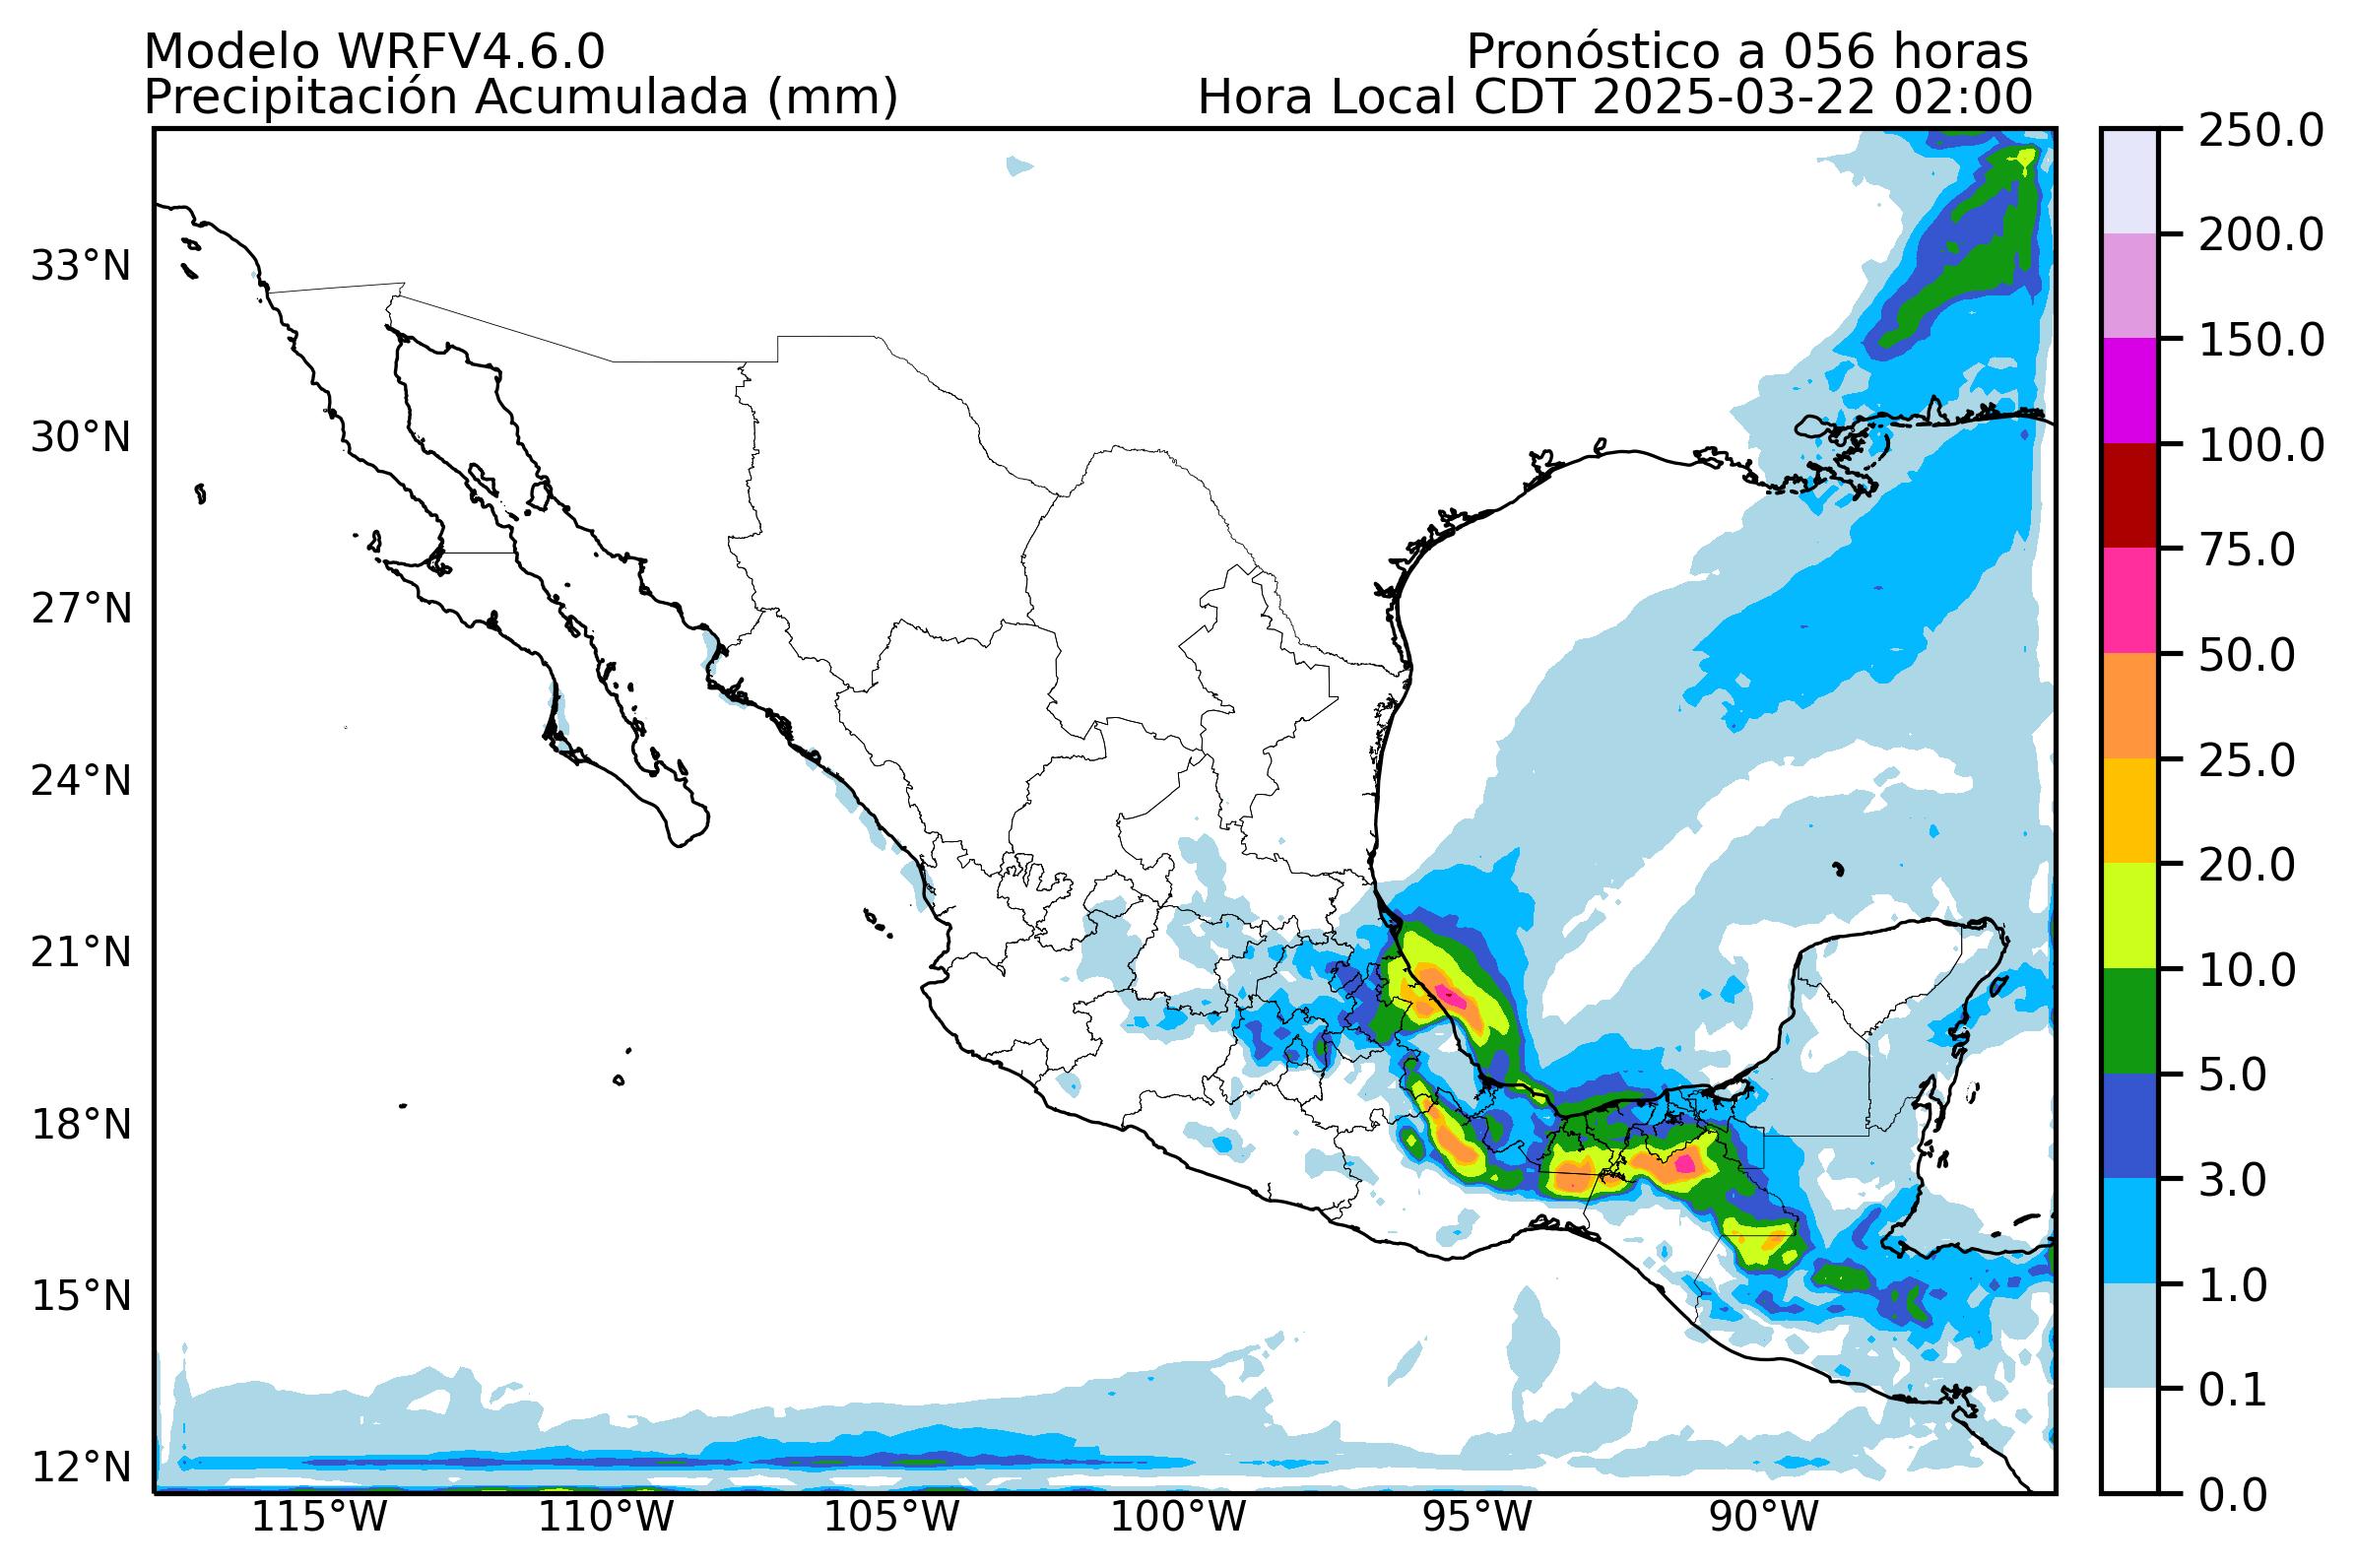 Modelo WRFV4.6.0
Pronóstico a 056 horas
Precipitación Acumulada (mm)
Hora Local CDT 2025-03-22 02:00
33°N
30°N
27°N
24°N
21°N
18°N
15°N
12°N
115°W
110°W
105°W
100°W
95°W
90°W
250.0
200.0
150.0
100.0
75.0
50.0
25.0
20.0
10.0
5.0
3.0
1.0
0.1
0.0